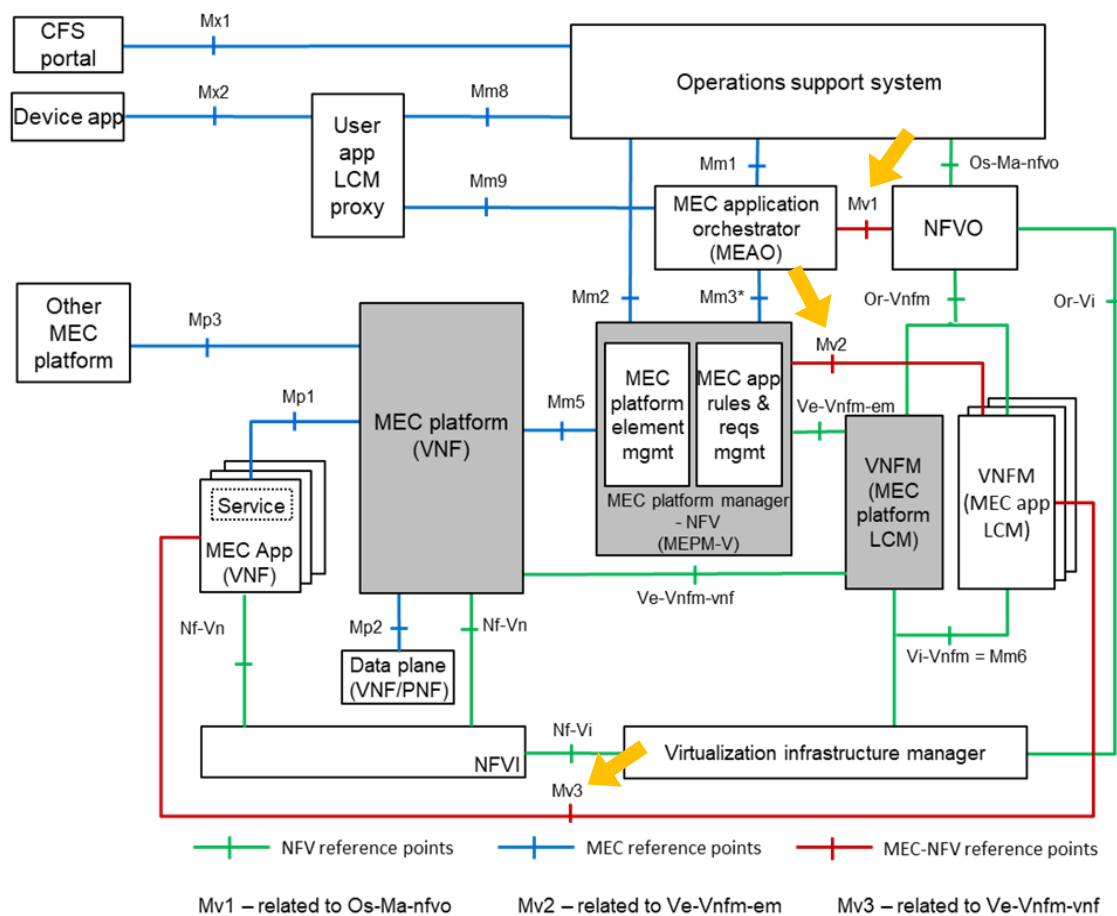 Mx1
CFS
portal
Operations support system
Mx2
Device app
Mm8
User
app
LCM
proxy
Mm9
Mm1
Os-Ma-nfvo
Mv1
MEC application
orchestrator
(MEAO)
NFVO
Other
MEC
platform
Mp3
Mm2
Mm3*
Or-Vnfm
Or-Vi
Mv2
MEC platform
(VNF)
Mm5
MEC
platform
element
mgmt
MEC app
rules &
reqs
mgmt
MEC platform manager
- NFV
(MEPM-V)
Ve-Vnfm-em
Mp1
Service
MEC App
(VNF)
VNFM
(MEC
platform
LCM)
VNFM
(MEC app
LCM)
Ve-Vnfm-vnf
Nf-Vn
Mp2
Nf-Vn
Vi-Vnfm = Mm6
Data plane
(VNF/PNF)
NFVI
Nf-Vi
Virtualization infrastructure manager
Mv3
NFV reference points
MEC reference points
MEC-NFV reference points
Mv1 – related to Os-Ma-nfvo
Mv2 – related to Ve-Vnfm-em
Mv3 – related to Ve-Vnfm-vnf